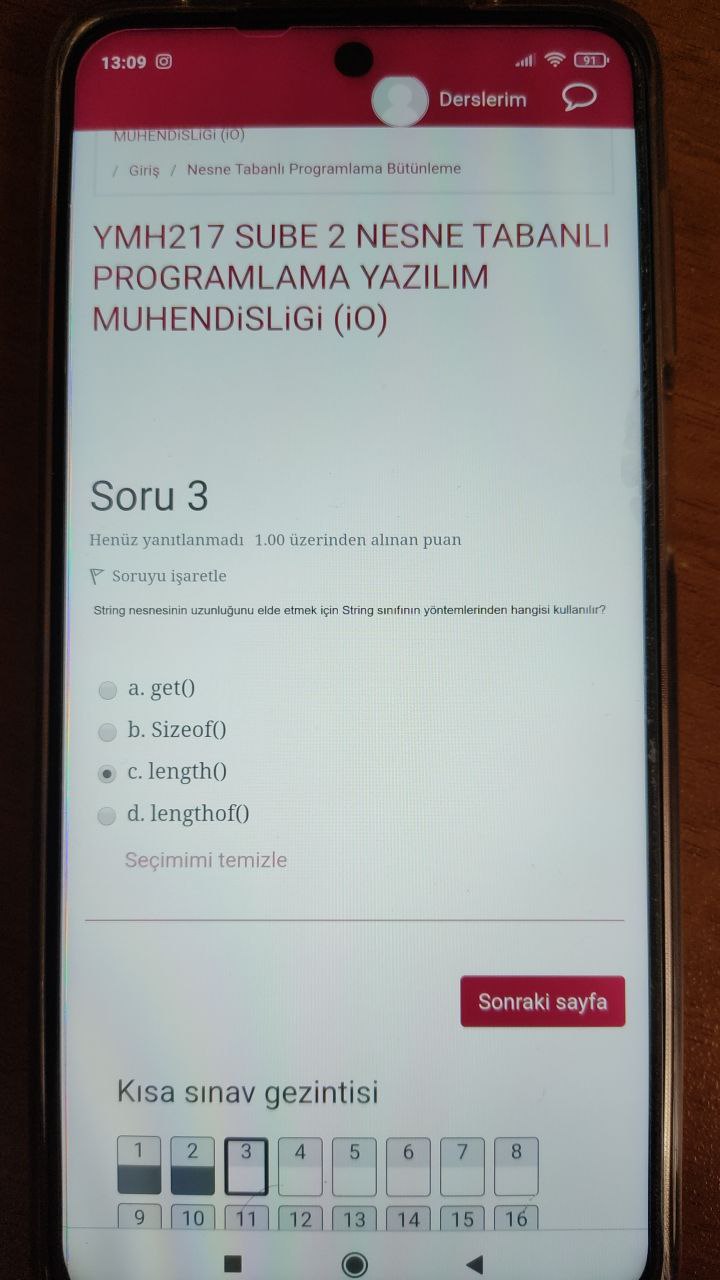 13:09
91
Derslerim
MUHENDiSLiGi (iO)
/ Giriş / Nesne Tabanlı Programlama Bütünleme
YMH217 SUBE 2 NESNE TABANLI
PROGRAMLAMA YAZILIM
MUHENDiSLiGi (iO)
Soru 3
Henüz yanıtlanmadı 1.00 üzerinden alınan puan
Soruyu işaretle
String nesnesinin uzunluğunu elde etmek için String sınıfının yöntemlerinden hangisi kullanılır?
a. get()
b. Sizeof()
c. length()
d. lengthof()
Seçimimi temizle
Sonraki sayfa
Kısa sınav gezintisi
1 2 3 4 5 6 7 8
9 10 11 12 13 14 15 16